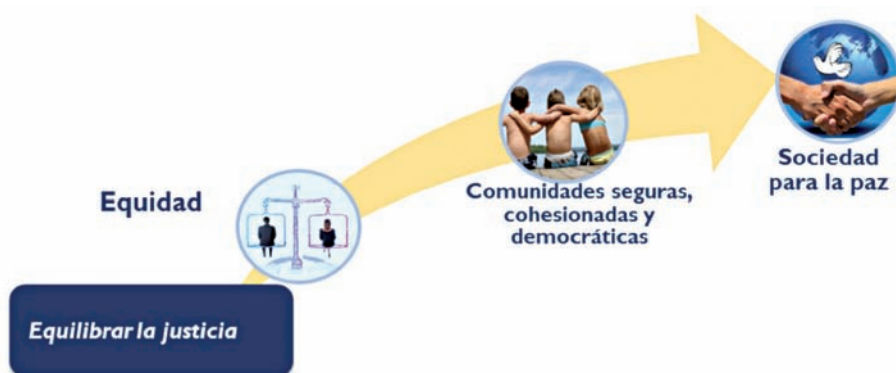 Equidad
Equilibrar la justicia
Comunidades seguras,
cohesionadas y
democráticas
Sociedad
para la paz